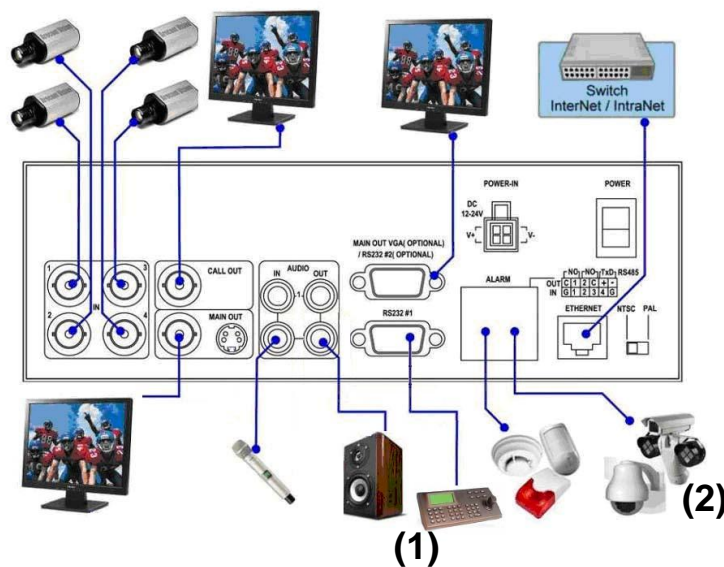 Switch
InterNet / IntraNet
POWER-IN
POWER
DC
12-24V
V+
V-
MAIN OUT VGA( OPTIONAL)
/ RS232 #2( OPTIONAL)
1
3
CALL OUT
IN
AUDIO
OUT
1
ALARM
NO NO TxD RS485
OUT C 1 2 C + -
IN G 1 2 3 4 G
IN
2
4
MAIN OUT
RS232 #1
ETHERNET
NTSC
PAL
(2)
(1)